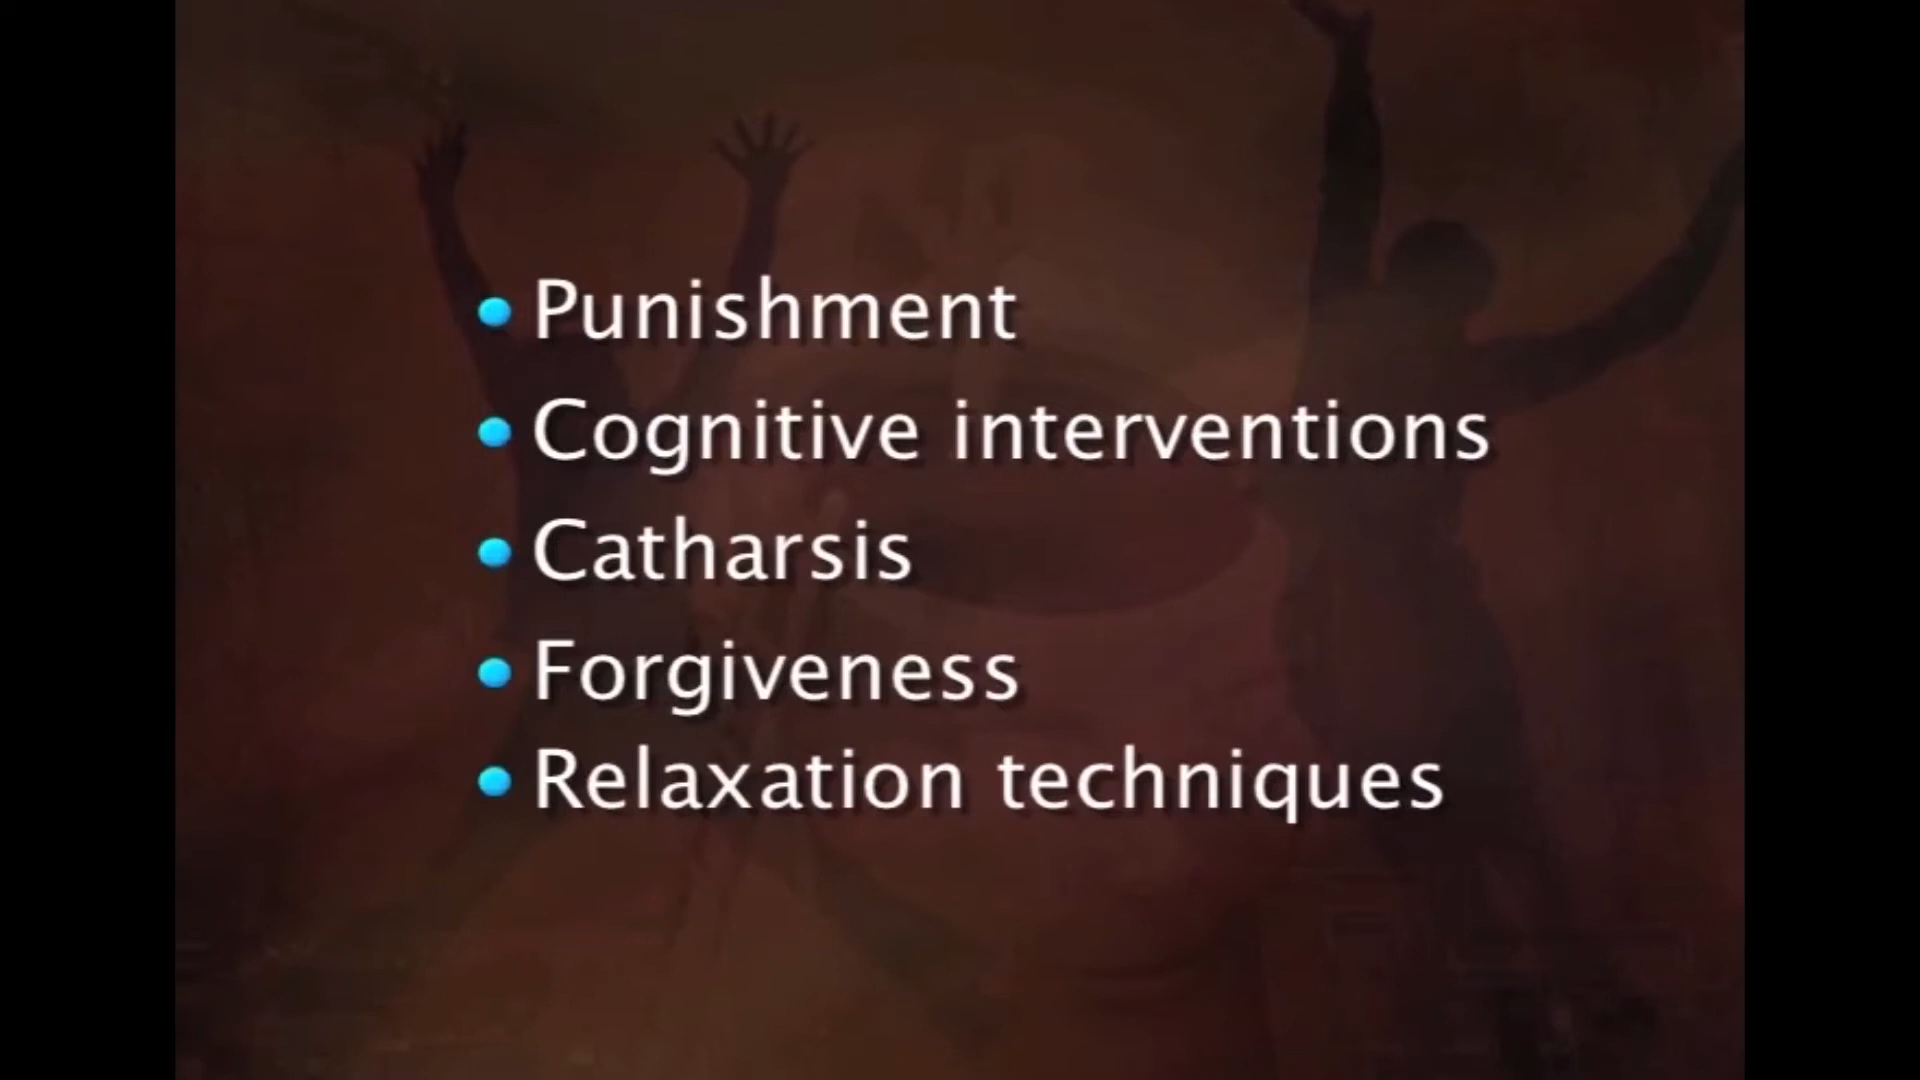 • Punishment
• Cognitive interventions
• Catharsis
• Forgiveness
• Relaxation techniques